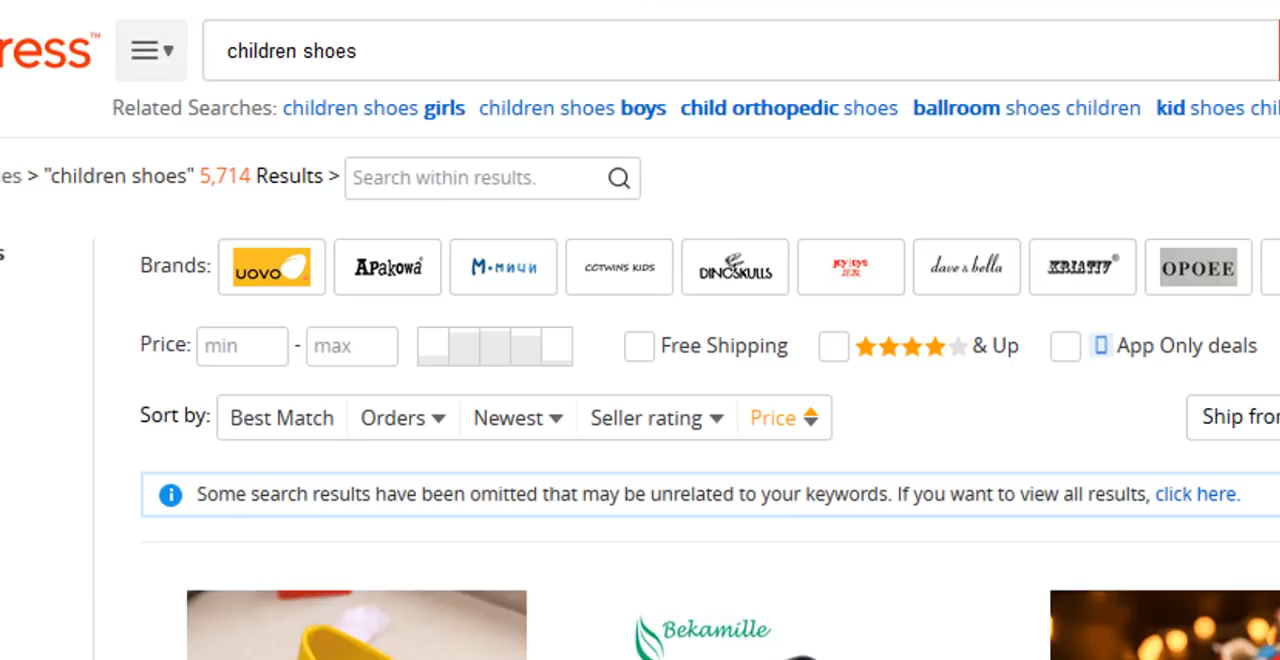 ress™
children shoes
Related Searches: children shoes girls children shoes boys child orthopedic shoes ballroom shoes children kid shoes chil
es > "children shoes" 5,714 Results > Search within results.
s
Brands: uovo APakowa М•мичи CCTWINS KIDS DINOSKULLS dave & bella KRIATIV® OPOEE
Price: min - max Free Shipping & Up App Only deals
Sort by: Best Match Orders Newest Seller rating Price Ship from
Some search results have been omitted that may be unrelated to your keywords. If you want to view all results, click here.
Bekamille